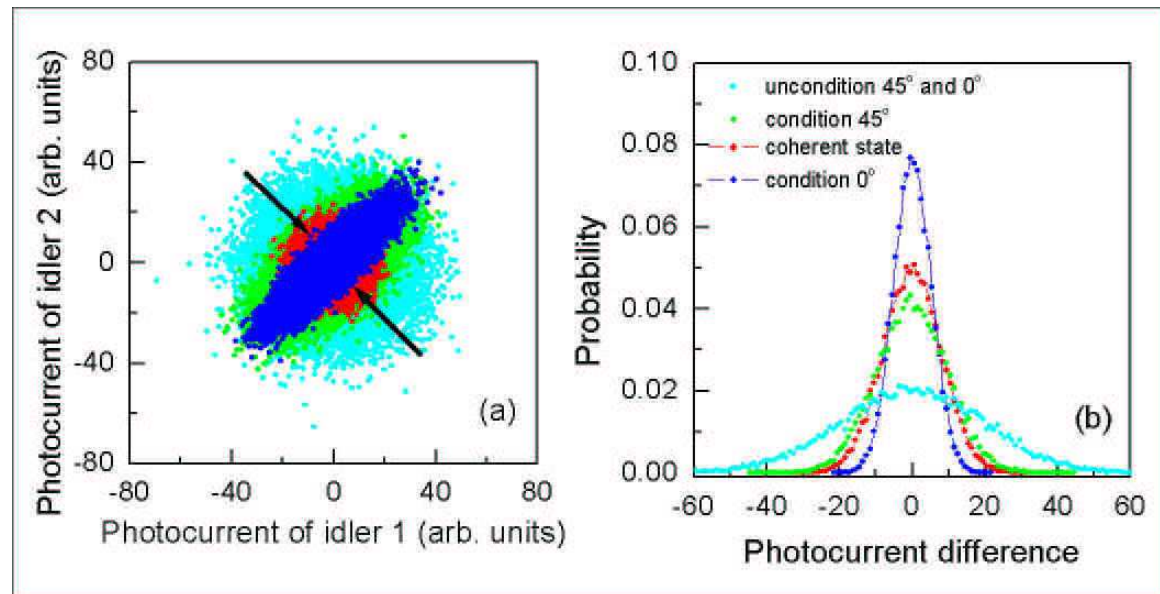 Photocurrent of idler 2 (arb. units)
80
40
0
-40
-80
-80
-40
0
40
80
Photocurrent of idler 1 (arb. units)
(a)
Probability
0.10
0.08
0.06
0.04
0.02
0.00
uncondition 45° and 0°
condition 45°
coherent state
condition 0°
(b)
-60
-40
-20
0
20
40
60
Photocurrent difference